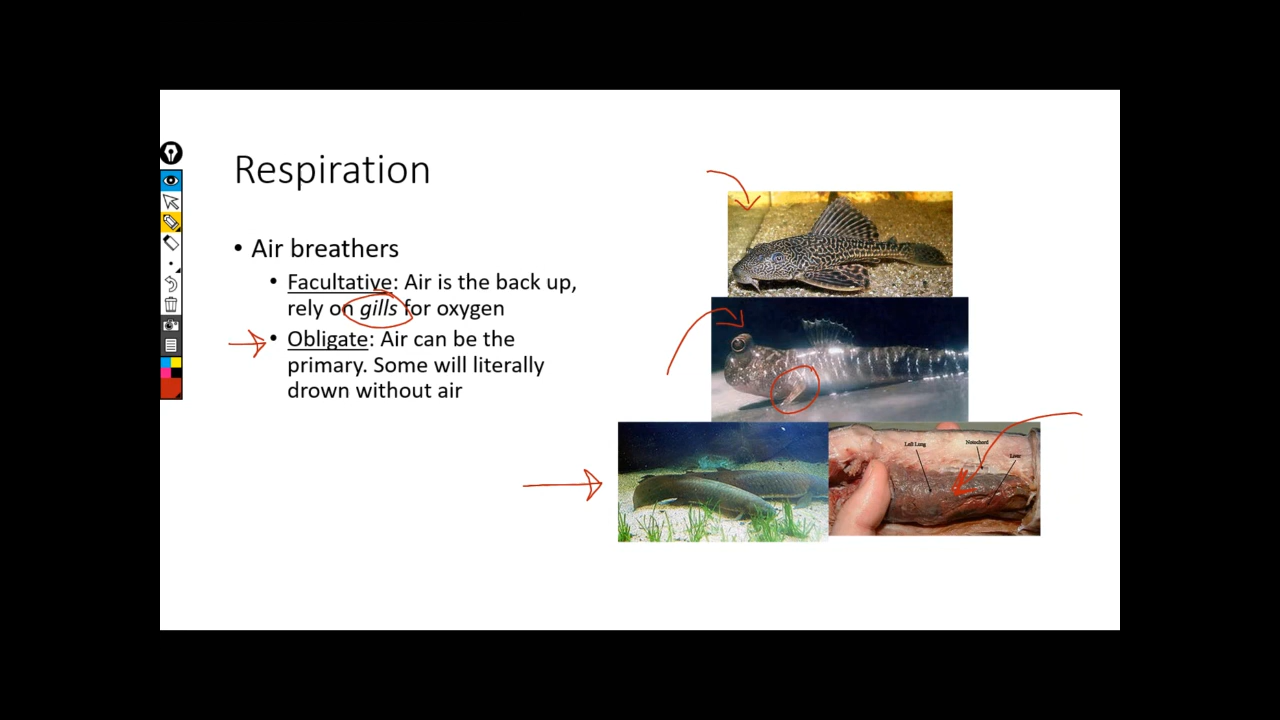 Respiration
• Air breathers
• Facultative: Air is the back up,
rely on gills for oxygen
• Obligate: Air can be the
primary. Some will literally
drown without air
Left Lung
Notochord
Liver